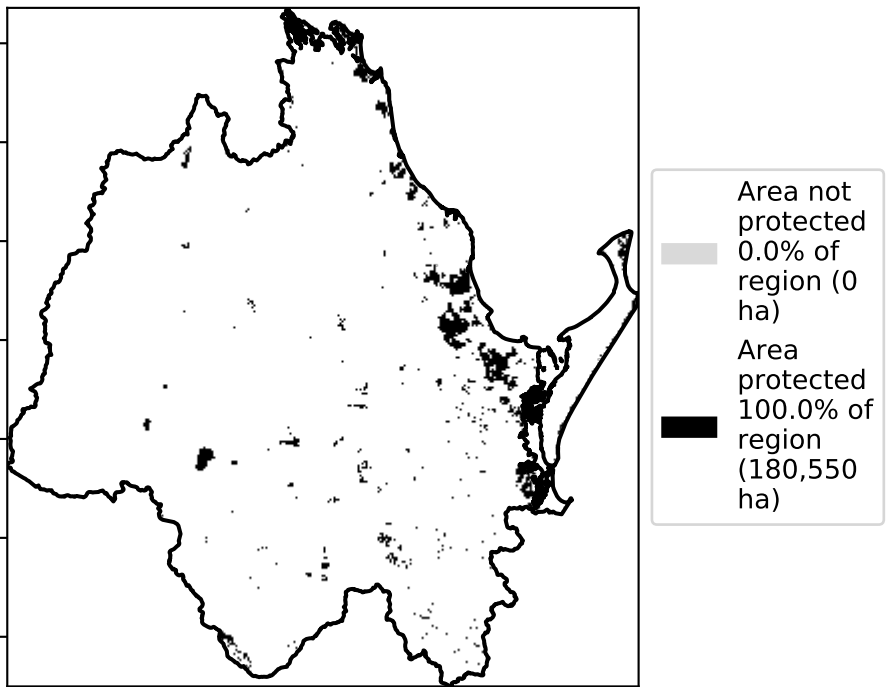 Area not
protected
0.0% of
region (0
ha)
Area
protected
100.0% of
region
(180,550
ha)